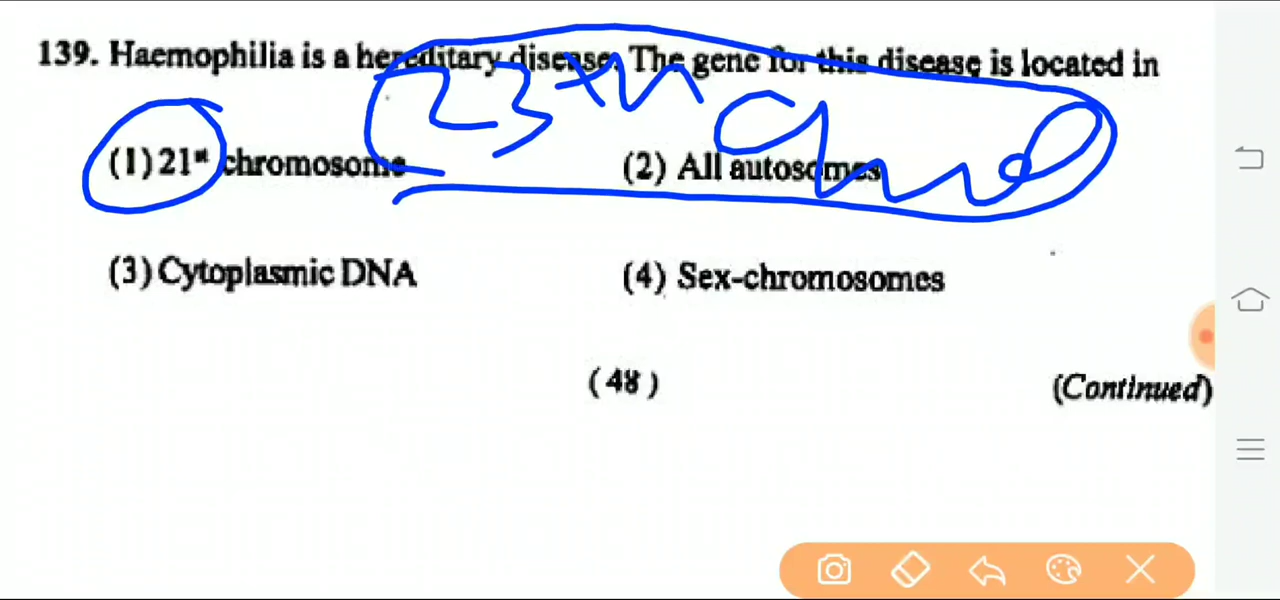 139. Haemophilia is a hereditary disease. The gene for this disease is located in
23
(1) 21st chromosome
(2) All autosomes
(3) Cytoplasmic DNA
(4) Sex-chromosomes
( 48 )
(Continued)